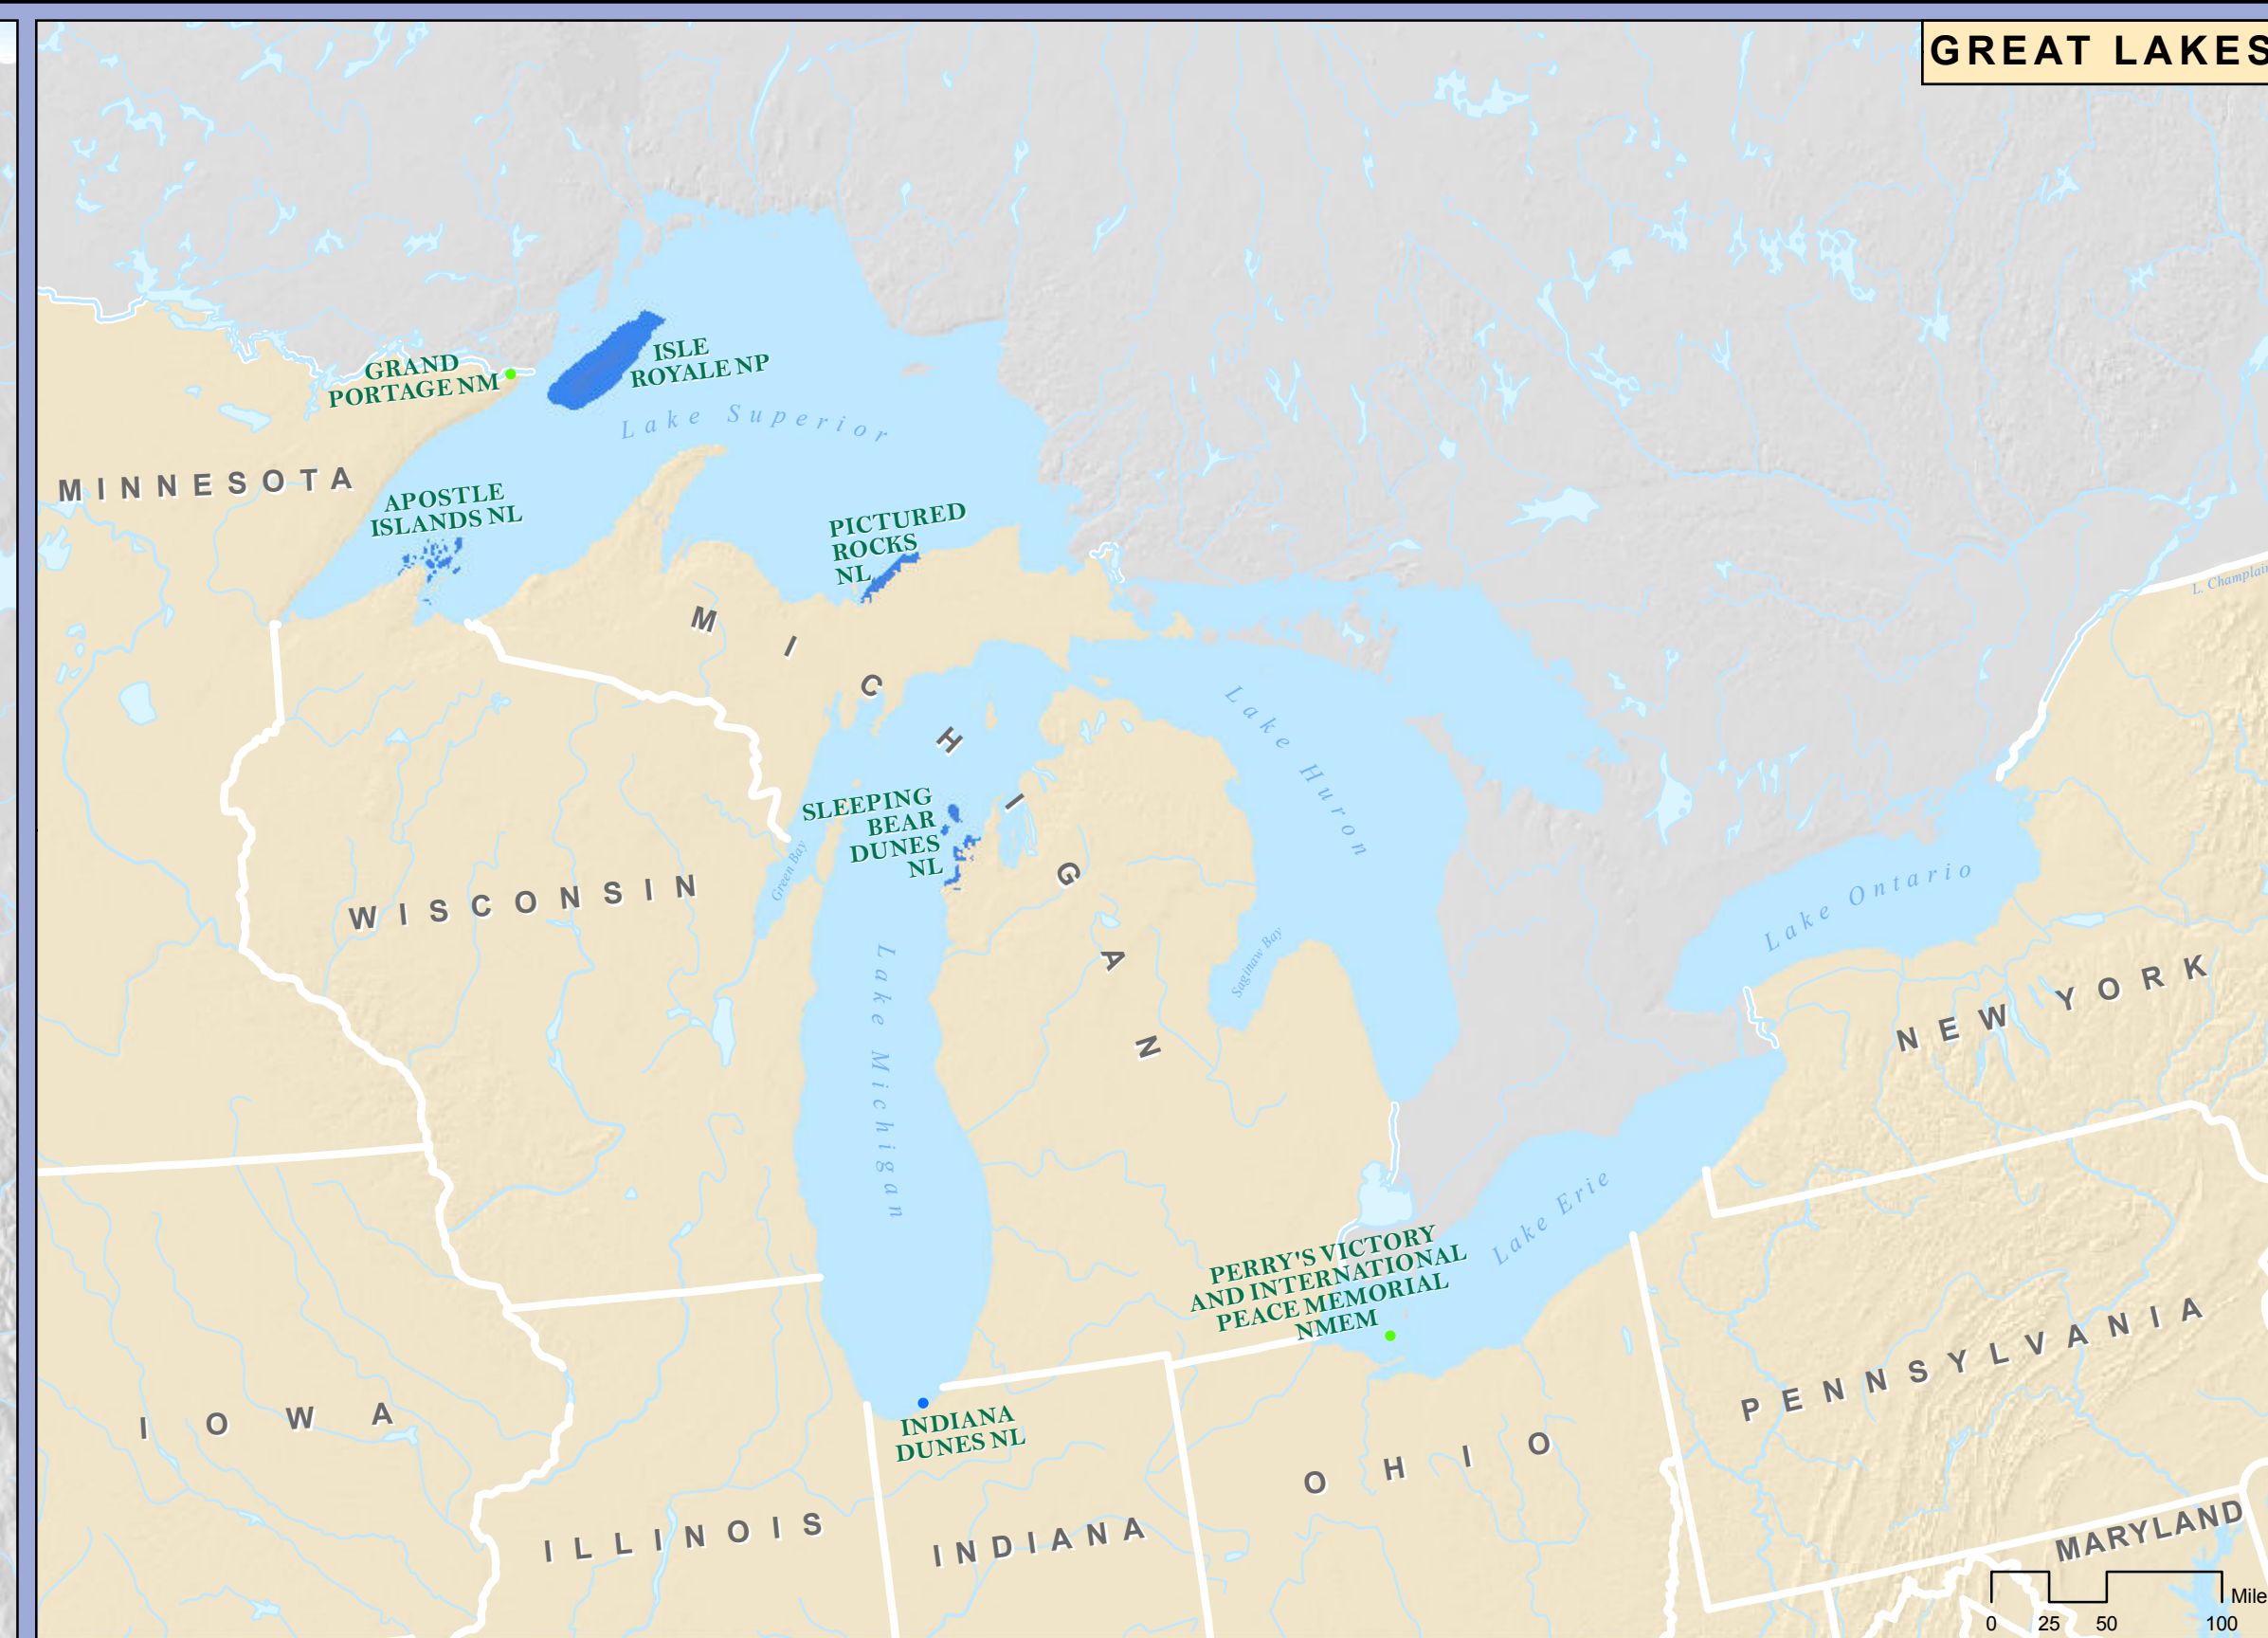 GREAT LAKES
GRAND
PORTAGE NM
ISLE
ROYALE NP
Lake Superior
MINNESOTA
APOSTLE
ISLANDS NL
PICTURED
ROCKS
NL
L. Champlain
MICHIGAN
Lake Huron
SLEEPING
BEAR
DUNES
NL
Green Bay
WISCONSIN
Lake Ontario
Saginaw Bay
Lake Michigan
NEW YORK
Lake Erie
PERRY'S VICTORY
AND INTERNATIONAL
PEACE MEMORIAL
NMEM
PENNSYLVANIA
IOWA
INDIANA
DUNES NL
OHIO
ILLINOIS
INDIANA
MARYLAND
Mile
0 25 50 100